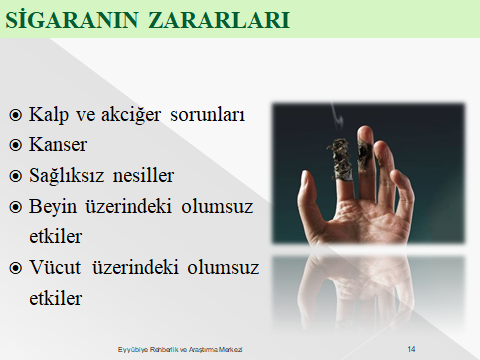 SİGARANIN ZARARLARI
Kalp ve akciğer sorunları
Kanser
Sağlıksız nesiller
Beyin üzerindeki olumsuz
etkiler
Vücut üzerindeki olumsuz
etkiler
Eyyübiye Rehberlik ve Araştırma Merkezi
14